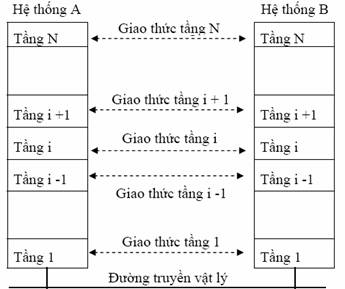 Hệ thống A
Hệ thống B
Tầng N
Giao thức tầng N
Tầng N
Tầng i +1
Giao thức tầng i + 1
Tầng i +1
Tầng i
Giao thức tầng i
Tầng i
Tầng i -1
Giao thức tầng i -1
Tầng i -1
Tầng 1
Giao thức tầng 1
Tầng 1
Đường truyền vật lý